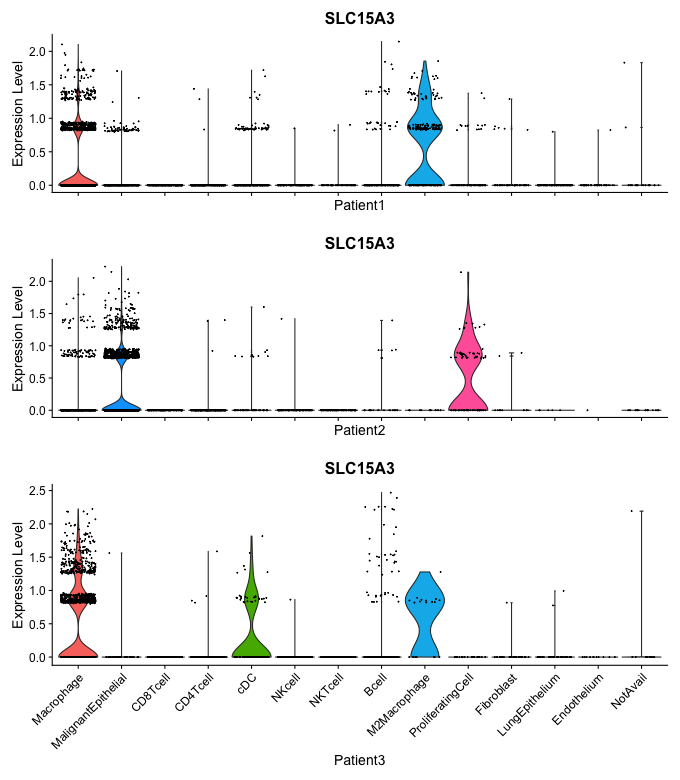 SLC15A3
Expression Level
2.0
1.5
1.0
0.5
0.0
Patient1
SLC15A3
Expression Level
2.0
1.5
1.0
0.5
0.0
Patient2
SLC15A3
Expression Level
2.5
2.0
1.5
1.0
0.5
0.0
Macrophage
MalignantEpithelial
CD8Tcell
CD4Tcell
cDC
NKcell
NKTcell
Bcell
M2Macrophage
ProliferatingCell
Fibroblast
LungEpithelium
Endothelium
NotAvail
Patient3